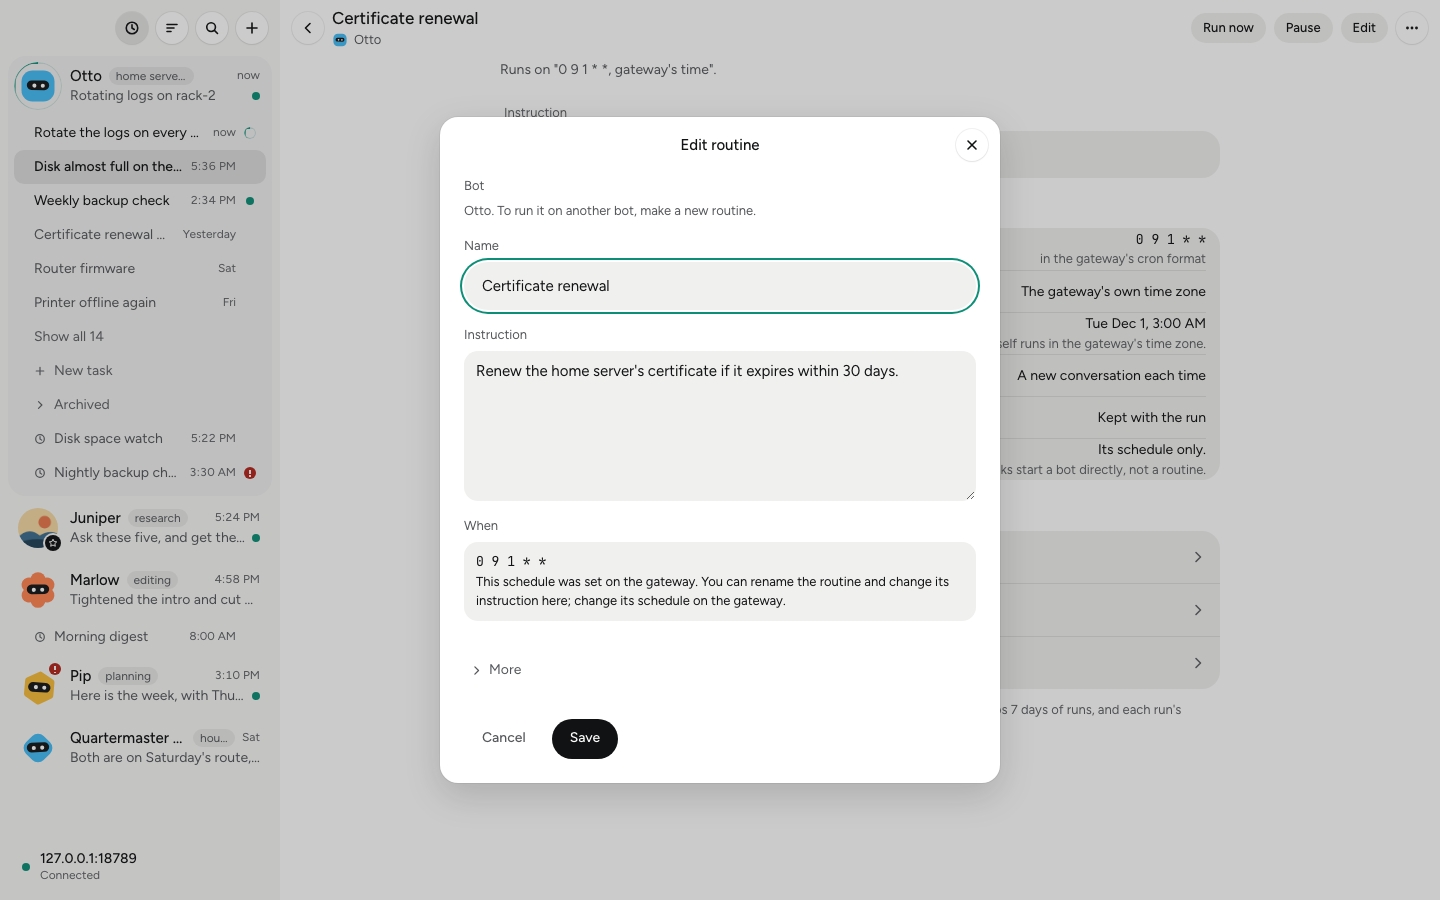 Otto
home serve...
now
Rotating logs on rack-2
Rotate the logs on every ...
now
Disk almost full on the...
5:36 PM
Weekly backup check
2:34 PM
Certificate renewal ...
Yesterday
Router firmware
Sat
Printer offline again
Fri
Show all 14
New task
Archived
Disk space watch
5:22 PM
Nightly backup ch...
3:30 AM
Juniper
research
5:24 PM
Ask these five, and get the...
Marlow
editing
4:58 PM
Tightened the intro and cut ...
Morning digest
8:00 AM
Pip
planning
3:10 PM
Here is the week, with Thu...
Quartermaster ...
hou...
Sat
Both are on Saturday's route,...
127.0.0.1:18789
Connected
Certificate renewal
Otto
Run now
Pause
Edit
Runs on "0 9 1 * *, gateway's time".
Instruction
0 9 1 * *
in the gateway's cron format
The gateway's own time zone
Tue Dec 1, 3:00 AM
self runs in the gateway's time zone.
A new conversation each time
Kept with the run
Its schedule only.
ks start a bot directly, not a routine.
7 days of runs, and each run's
Edit routine
Bot
Otto. To run it on another bot, make a new routine.
Name
Certificate renewal
Instruction
Renew the home server's certificate if it expires within 30 days.
When
0 9 1 * *
This schedule was set on the gateway. You can rename the routine and change its
instruction here; change its schedule on the gateway.
More
Cancel
Save